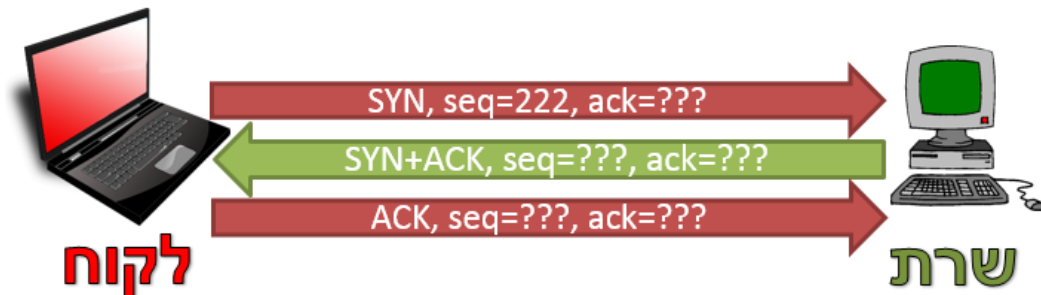 SYN, seq=222, ack=???
SYN+ACK, seq=???, ack=???
ACK, seq=???, ack=???
לקוח
שרת